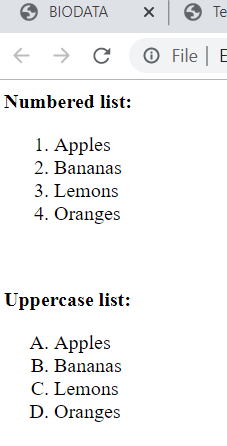 BIODATA
Te
File
Numbered list:
1. Apples
2. Bananas
3. Lemons
4. Oranges
Uppercase list:
A. Apples
B. Bananas
C. Lemons
D. Oranges